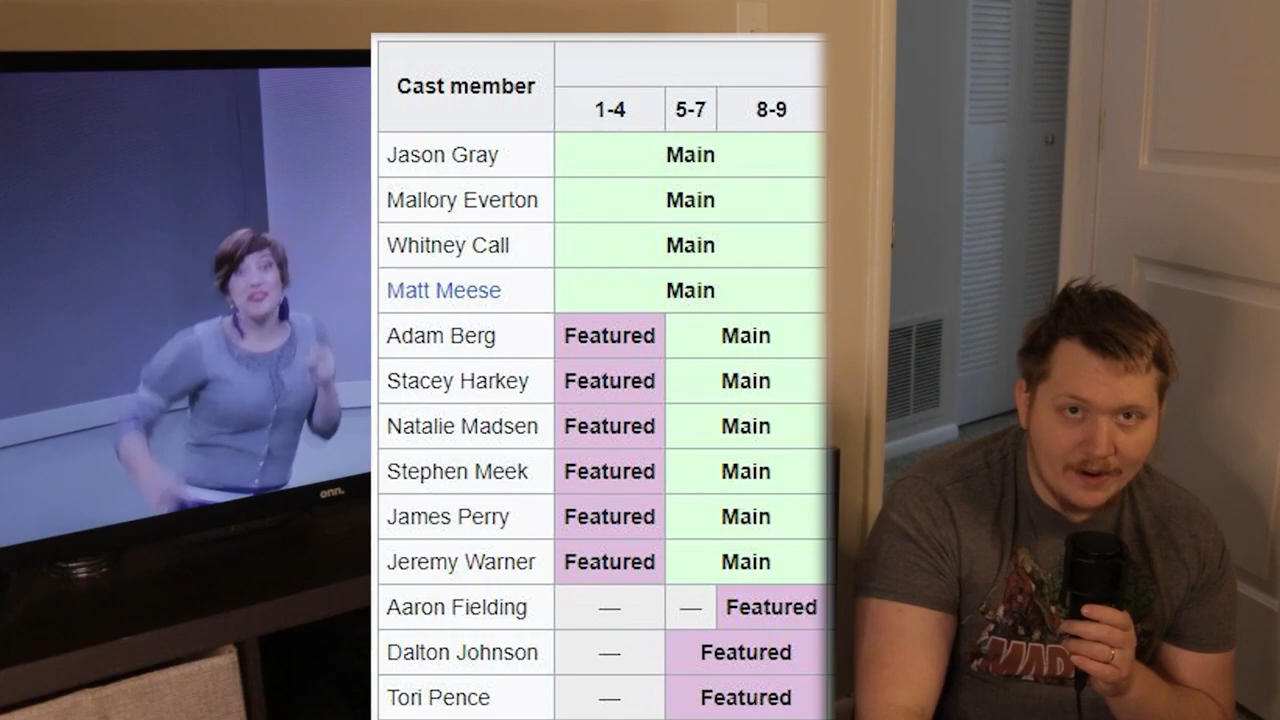 Cast member
1-4 5-7 8-9
Jason Gray Main
Mallory Everton Main
Whitney Call Main
Matt Meese Main
Adam Berg Featured Main
Stacey Harkey Featured Main
Natalie Madsen Featured Main
Stephen Meek Featured Main
James Perry Featured Main
Jeremy Warner Featured Main
Aaron Fielding — — Featured
Dalton Johnson — Featured
Tori Pence — Featured
onn.
MAD